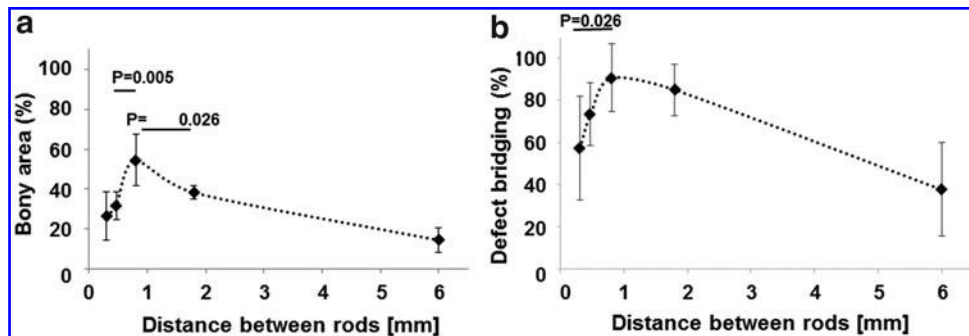 a
P=0.005
P= 0.026
Bony area (%)
100
80
60
40
20
0
0 1 2 3 4 5 6
Distance between rods [mm]
b
P=0.026
Defect bridging (%)
100
80
60
40
20
0
0 1 2 3 4 5 6
Distance between rods [mm]